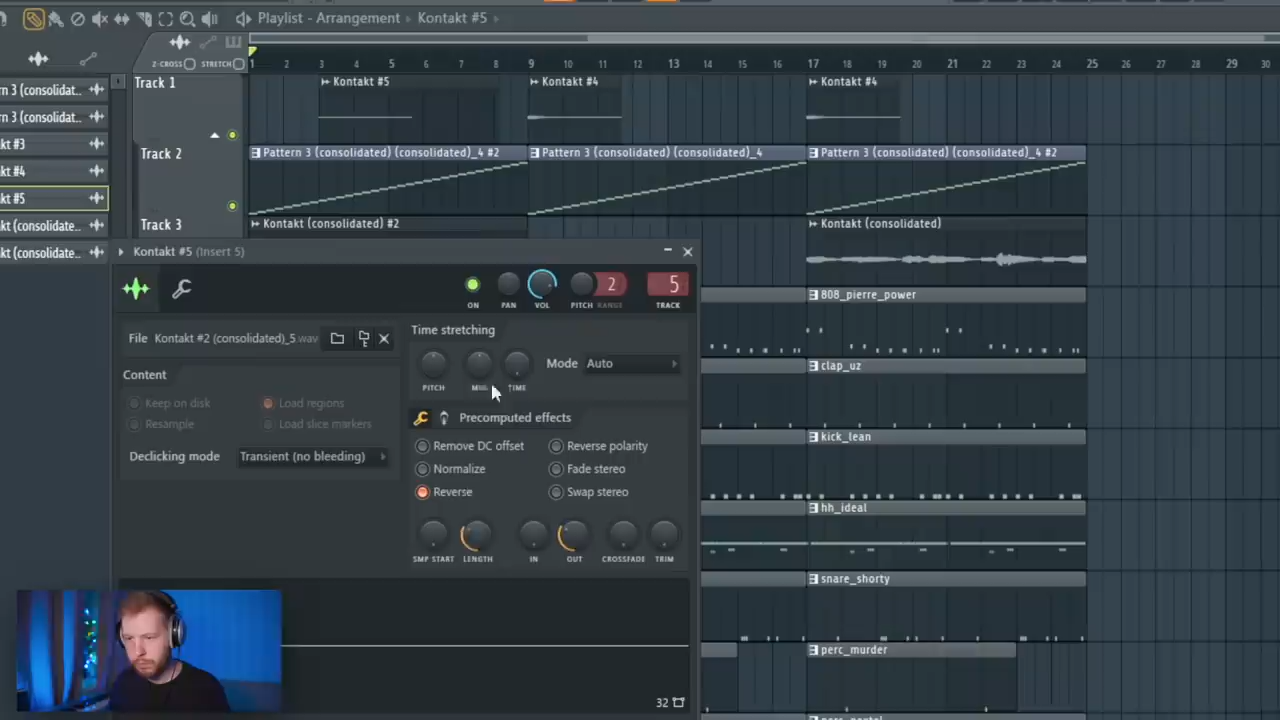 Playlist - Arrangement › Kontakt #5 ›
Z-CROSS STRETCH
1 2 3 4 5 6 7 8 9 10 11 12 13 14 15 16 17 18 19 20 21 22 23 24 25 26 27 28 29 30
rn 3 (consolidat..
Track 1
Kontakt #5
Kontakt #4
Kontakt #4
rn 3 (consolidat..
kt #3
Track 2
Pattern 3 (consolidated) (consolidated)_4 #2
Pattern 3 (consolidated) (consolidated)_4
Pattern 3 (consolidated) (consolidated)_4 #2
kt #4
kt #5
kt (consolidate..
Track 3
Kontakt (consolidated) #2
Kontakt (consolidated)
kt (consolidate..
Kontakt #5 (Insert 5)
2
5
ON PAN VOL PITCH RANGE TRACK
808_pierre_power
File Kontakt #2 (consolidated)_5.wav
Time stretching
Mode Auto
clap_uz
PITCH TIME
Content
Keep on disk
Load regions
Resample
Load slice markers
Declicking mode Transient (no bleeding)
Precomputed effects
kick_lean
Remove DC offset
Reverse polarity
Normalize
Fade stereo
Reverse
Swap stereo
hh_ideal
SMP START LENGTH IN OUT CROSSFADE TRIM
snare_shorty
perc_murder
32